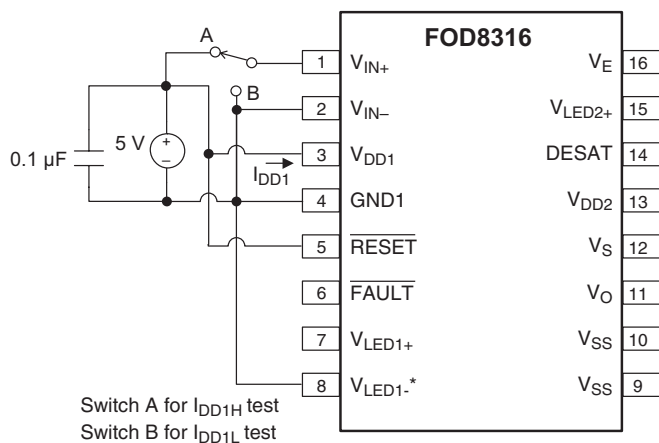 FOD8316
A
B
0.1 µF
5 V
+
–
I_DD1
1 V_IN+
2 V_IN–
3 V_DD1
4 GND1
5 R̅E̅S̅E̅T̅
6 F̅A̅U̅L̅T̅
7 V_LED1+
8 V_LED1-*
V_E 16
V_LED2+ 15
DESAT 14
V_DD2 13
V_S 12
V_O 11
V_SS 10
V_SS 9
Switch A for I_DD1H test
Switch B for I_DD1L test